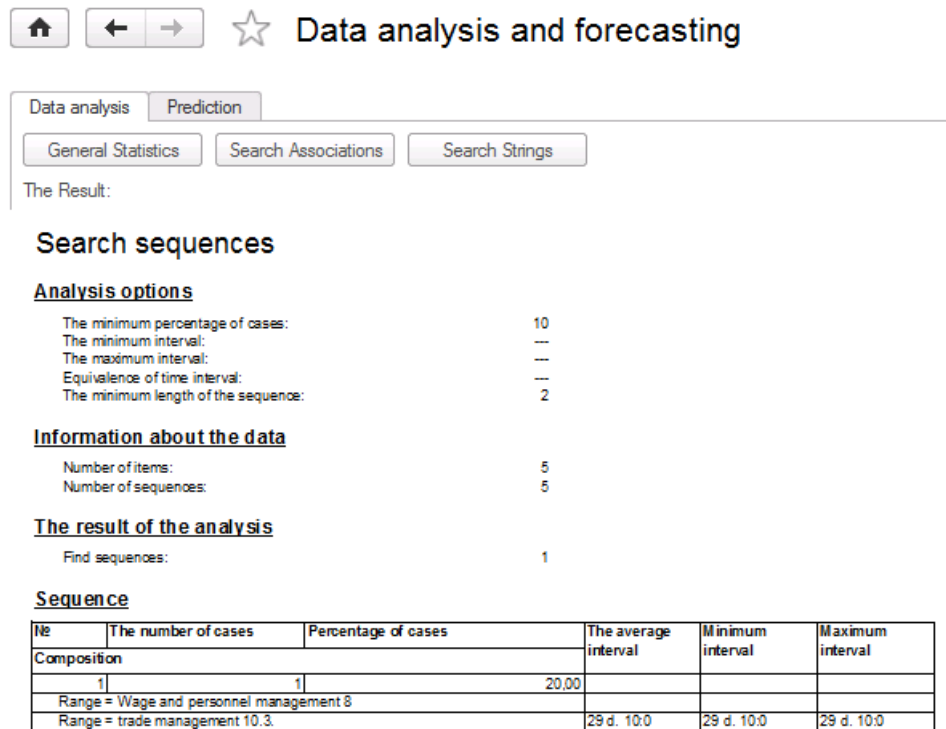 Data analysis and forecasting
Data analysis Prediction
General Statistics Search Associations Search Strings
The Result:
Search sequences
Analysis options
The minimum percentage of cases: 10
The minimum interval: ---
The maximum interval: ---
Equivalence of time interval: ---
The minimum length of the sequence: 2
Information about the data
Number of items: 5
Number of sequences: 5
The result of the analysis
Find sequences: 1
Sequence
№ The number of cases Percentage of cases The average interval Minimum interval Maximum interval
Composition
1 1 20,00
Range = Wage and personnel management 8
Range = trade management 10.3. 29 d. 10:0 29 d. 10:0 29 d. 10:0